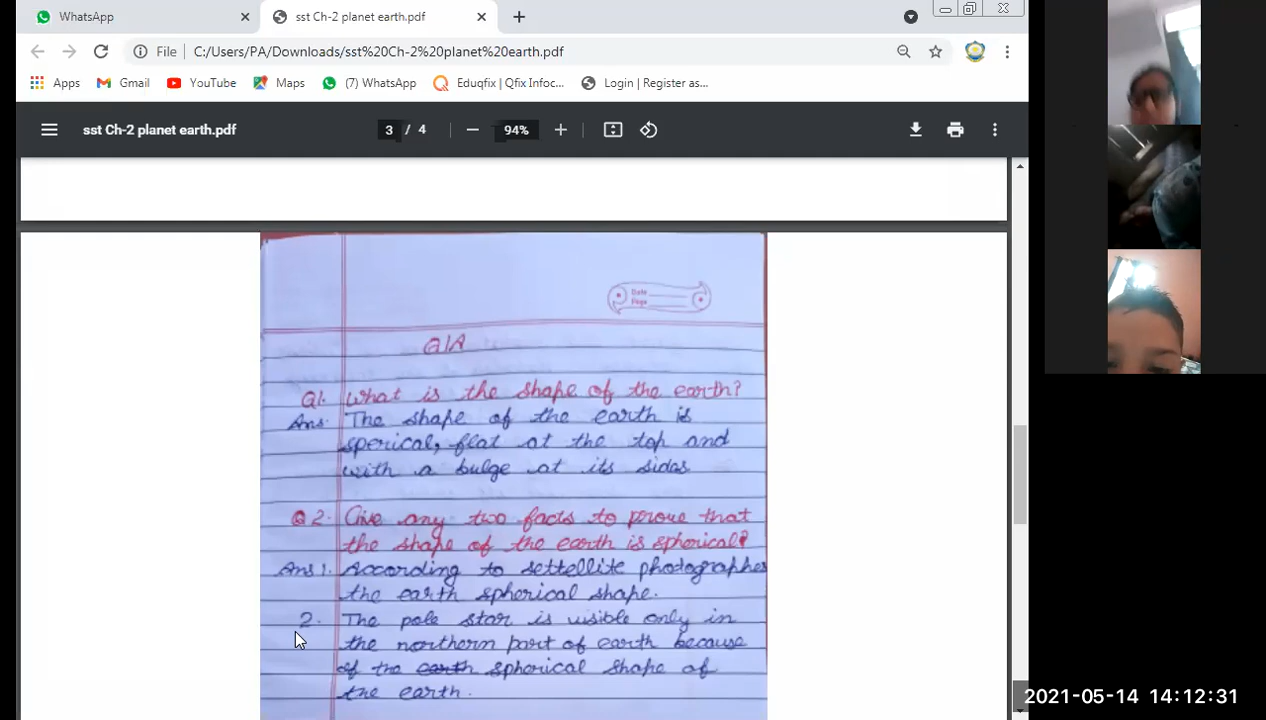 WhatsApp
sst Ch-2 planet earth.pdf
File
C:/Users/PA/Downloads/sst%20Ch-2%20planet%20earth.pdf
Apps
Gmail
YouTube
Maps
(7) WhatsApp
Eduqfix | Qfix Infoc...
Login | Register as...
sst Ch-2 planet earth.pdf
3 / 4
94%
Date
Page
Q/A
Q1. What is the shape of the earth?
Ans. The shape of the earth is
sperical, flat at the top and
with a bulge at its sidas
Q 2. Give any two facts to prove that
the shape of the earth is spherical?
Ans 1. According to settellite photographes
the earth spherical shape.
2. The pole star is visible only in
the northern part of earth because
of the earth spherical shape of
the earth.
2021-05-14 14:12:31